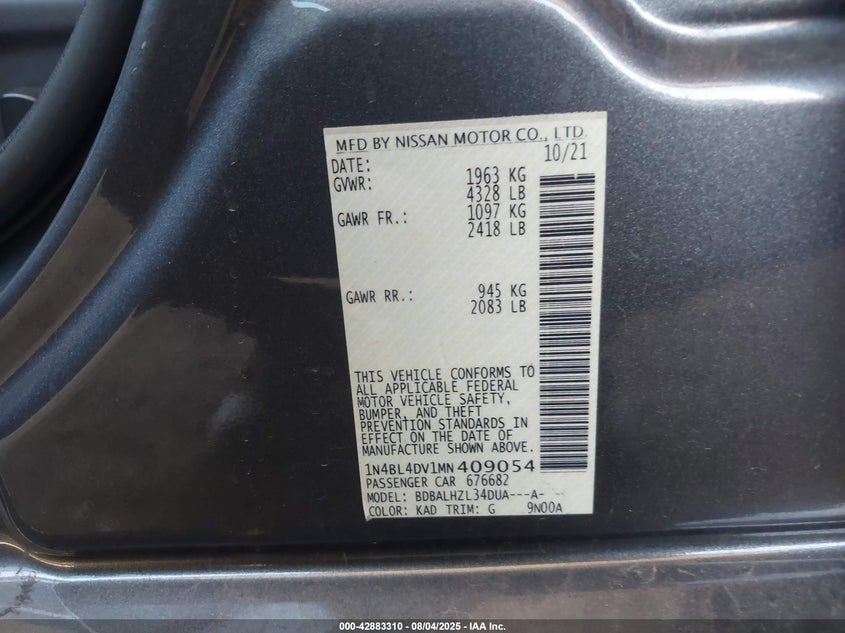 MFD BY NISSAN MOTOR CO., LTD.
DATE: 10/21
GVWR: 1963 KG
4328 LB
GAWR FR.: 1097 KG
2418 LB
GAWR RR.: 945 KG
2083 LB
THIS VEHICLE CONFORMS TO
ALL APPLICABLE FEDERAL
MOTOR VEHICLE SAFETY,
BUMPER, AND THEFT
PREVENTION STANDARDS IN
EFFECT ON THE DATE OF
MANUFACTURE SHOWN ABOVE.
1N4BL4DV1MN409054
PASSENGER CAR 676682
MODEL: BDBALHZL34DUA---A- --
COLOR: KAD TRIM: G 9N00A
000-42883310 - 08/04/2025 - IAA Inc.